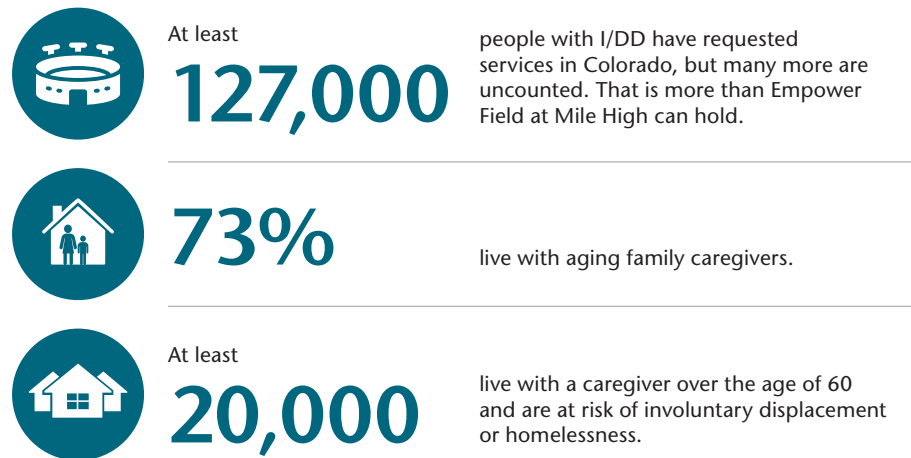 At least
127,000
people with I/DD have requested
services in Colorado, but many more are
uncounted. That is more than Empower
Field at Mile High can hold.
73%
live with aging family caregivers.
At least
20,000
live with a caregiver over the age of 60
and are at risk of involuntary displacement
or homelessness.